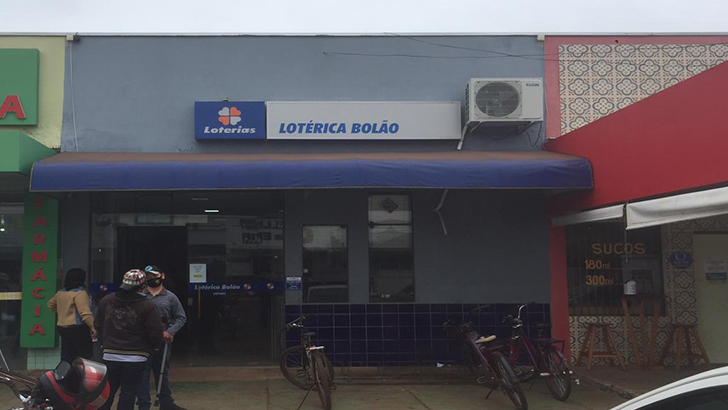 A
Loterias
LOTÉRICA BOLÃO
FARMÁCIA
Lotérica Bolão
SUCOS
180ml
300ml